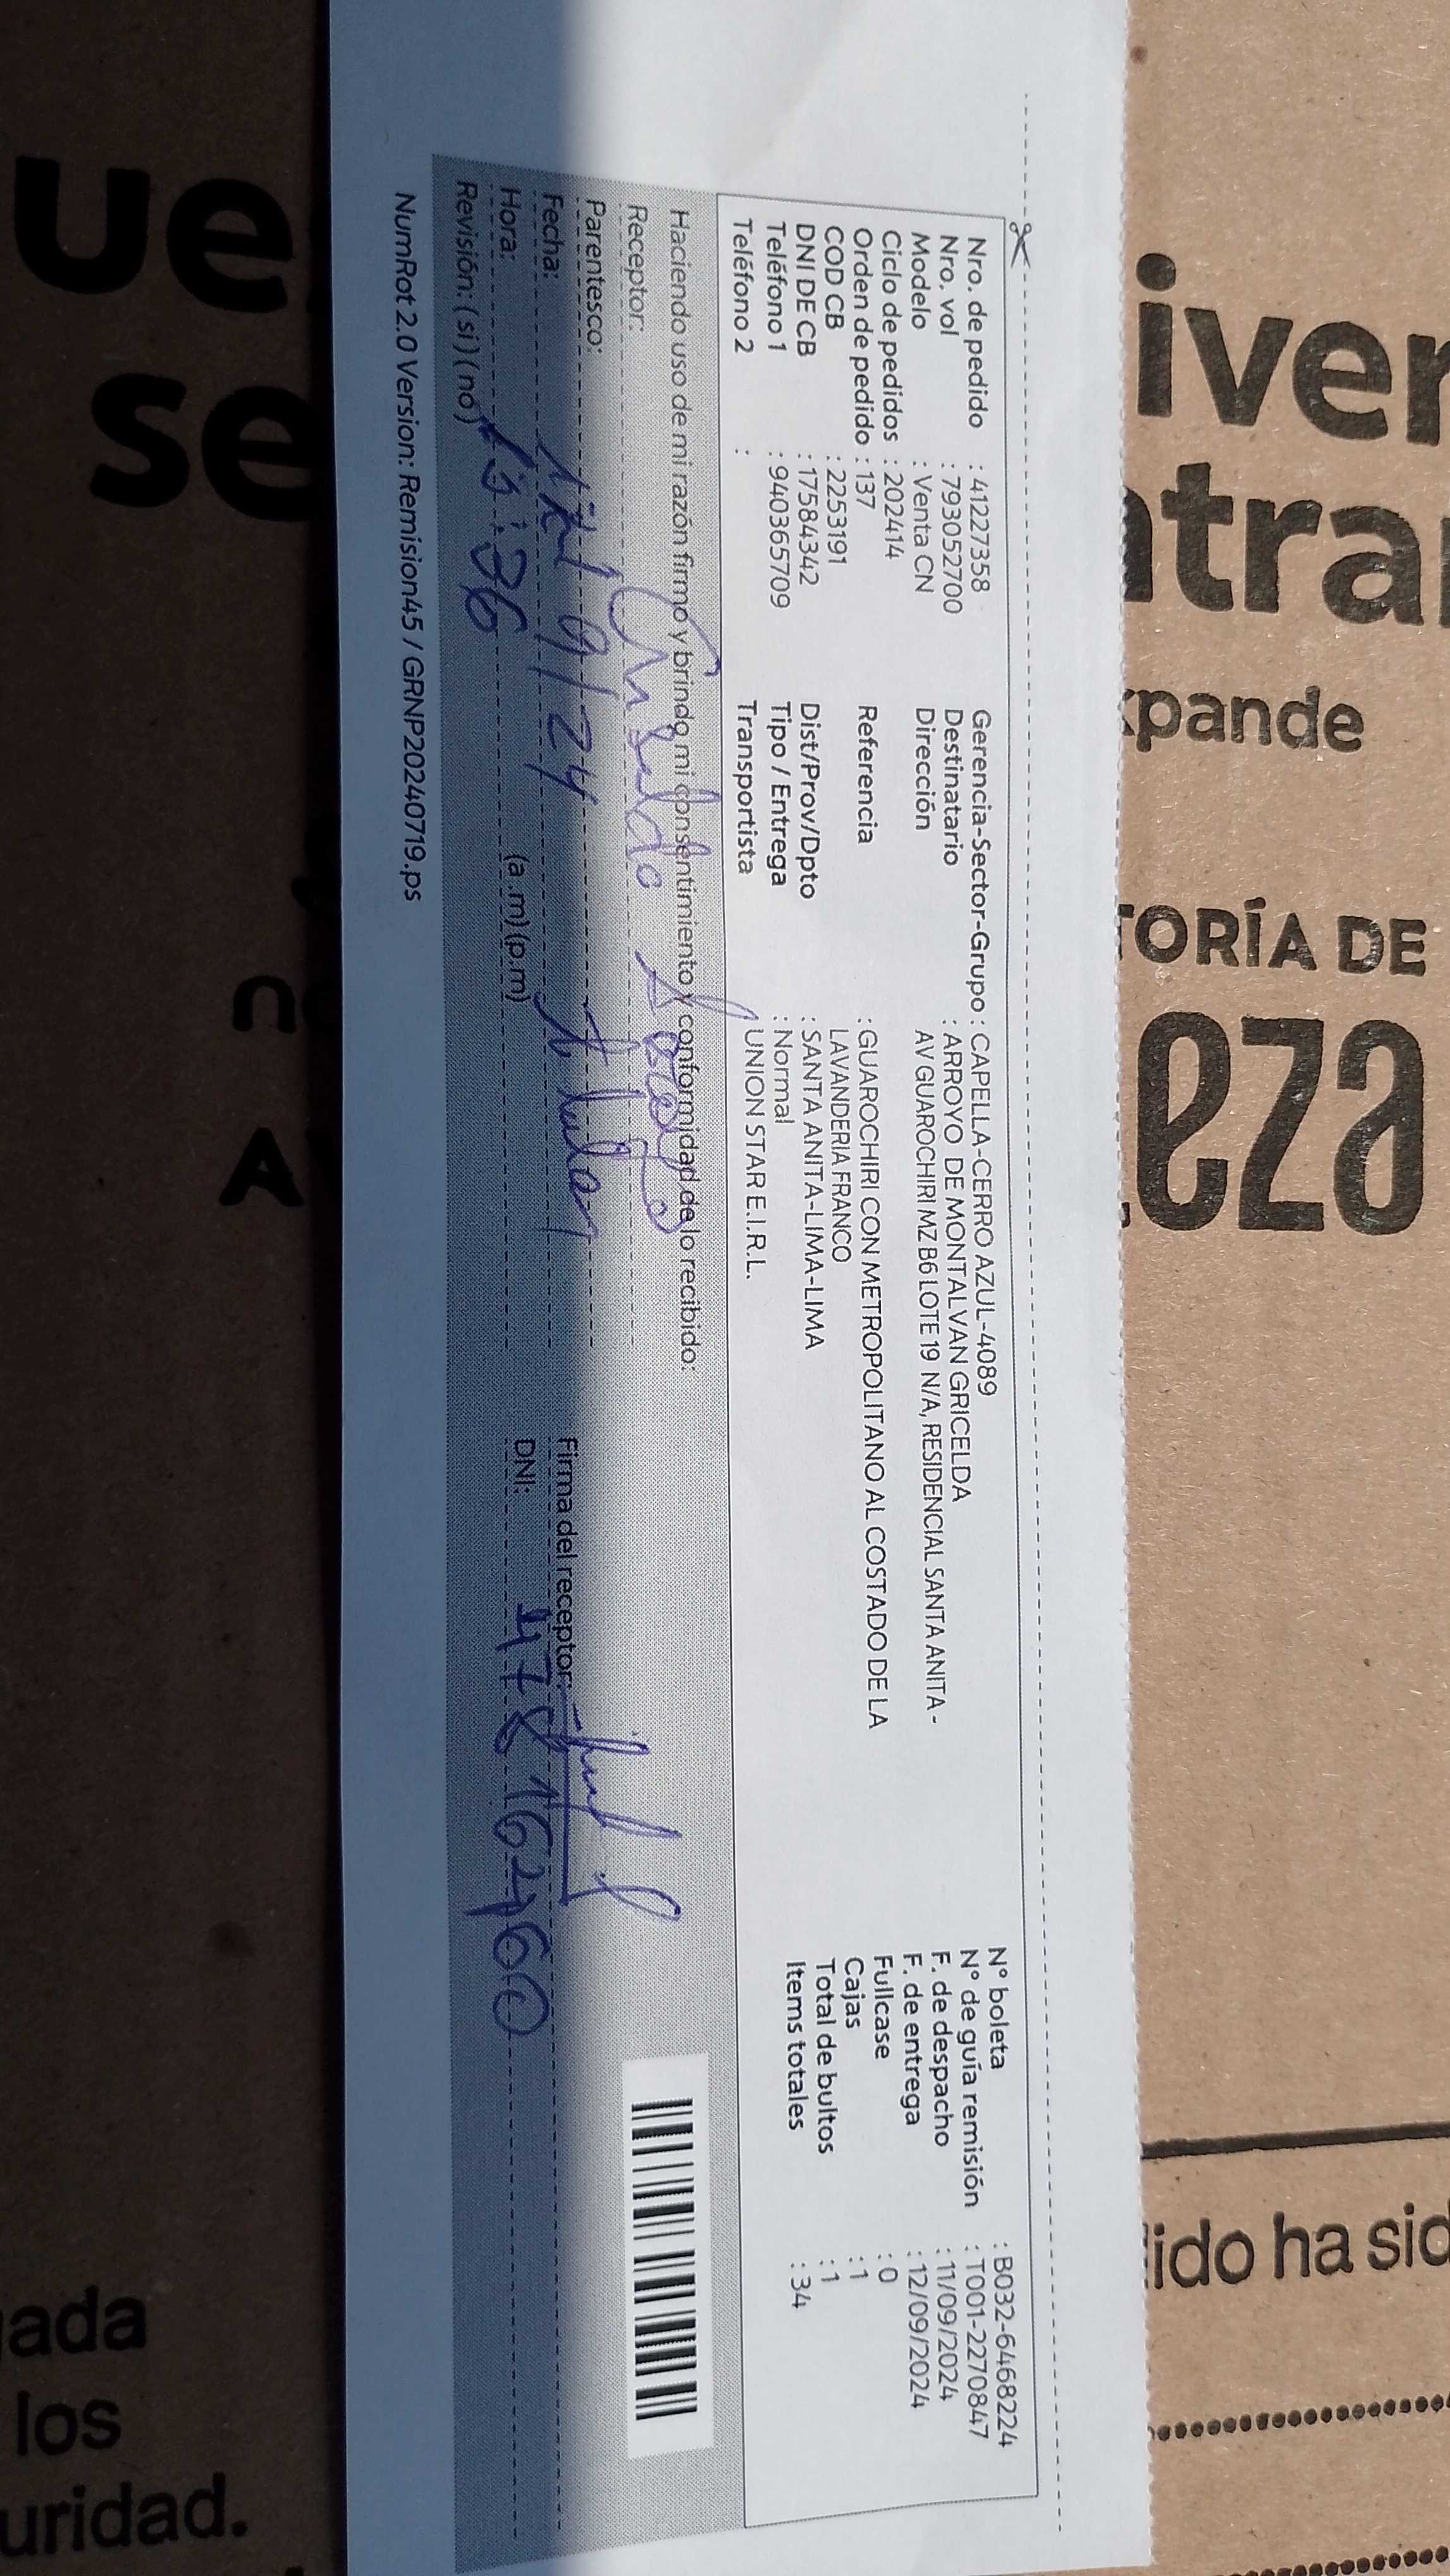 Nro. de pedido : 41227358
Nro. vol : 793052700
Modelo : Venta CN
Ciclo de pedidos : 202414
Orden de pedido : 137
COD CB : 2253191
DNI DE CB : 17584342
Teléfono 1 : 940365709
Teléfono 2 :
Gerencia-Sector-Grupo : CAPELLA-CERRO AZUL-4089
Destinatario : ARROYO DE MONTALVAN GRICELDA
Dirección AV GUAROCHIRI MZ B6 LOTE 19 N/A, RESIDENCIAL SANTA ANITA -
Referencia : GUAROCHIRI CON METROPOLITANO AL COSTADO DE LA
LAVANDERIA FRANCO
Dist/Prov/Dpto : SANTA ANITA-LIMA-LIMA
Tipo / Entrega : Normal
Transportista UNION STAR E.I.R.L.
N° boleta : B032-6468224
N° de guía remisión : T001-2270847
F. de despacho : 11/09/2024
F. de entrega : 12/09/2024
Fullcase : 0
Cajas : 1
Total de bultos : 1
Items totales : 34
Haciendo uso de mi razón firmo y brindo mi consentimiento y conformidad de lo recibido:
Receptor:
Parentesco:
Fecha: 12/9/24
Hora: 13:36 (a.m)(p.m)
Revisión: (si) (no)
Firma del receptor:
DNI:
NumRot 2.0 Version: Remision45 / GRNP20240719.ps
iver
ntra
xpande
TORÍA DE
eza
dido ha sid
ue
se
A
ada
los
uridad.